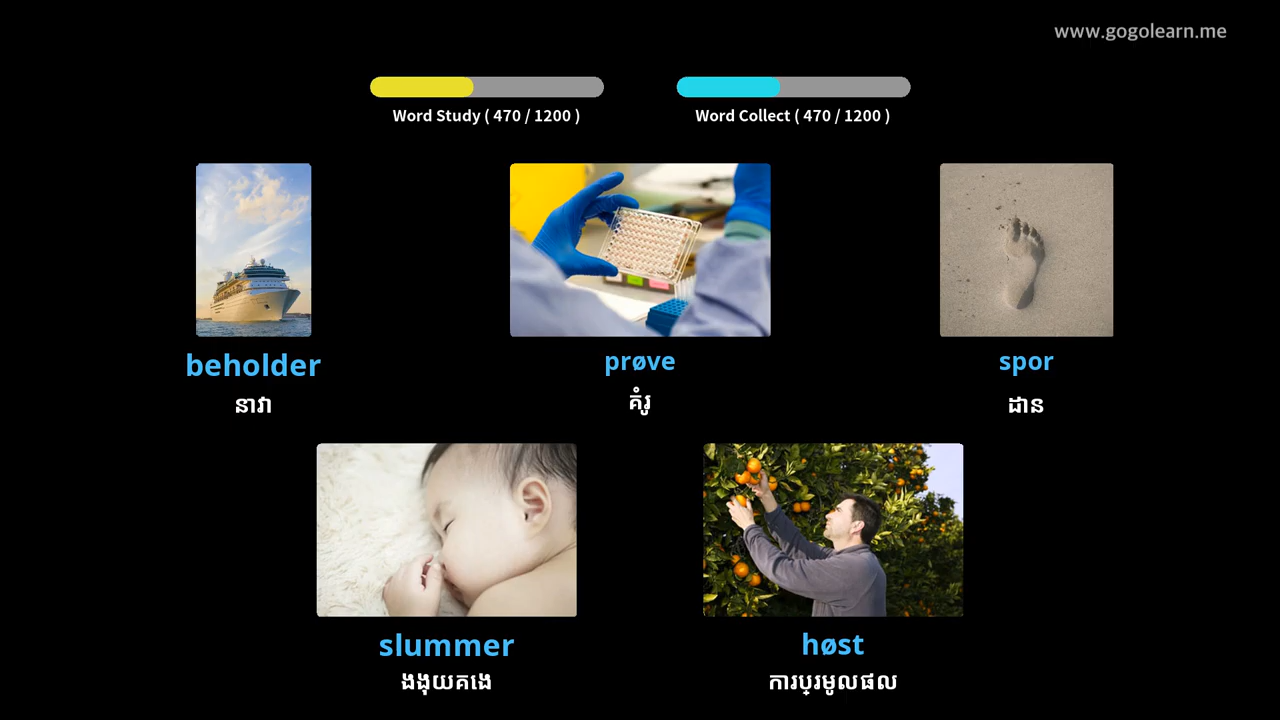 www.gogolearn.me
Word Study ( 470 / 1200 )
Word Collect ( 470 / 1200 )
beholder
prøve
spor
នាវា
គំរូ
ដាន
slummer
høst
ងងុយគងេ
ការប្រមូលផល